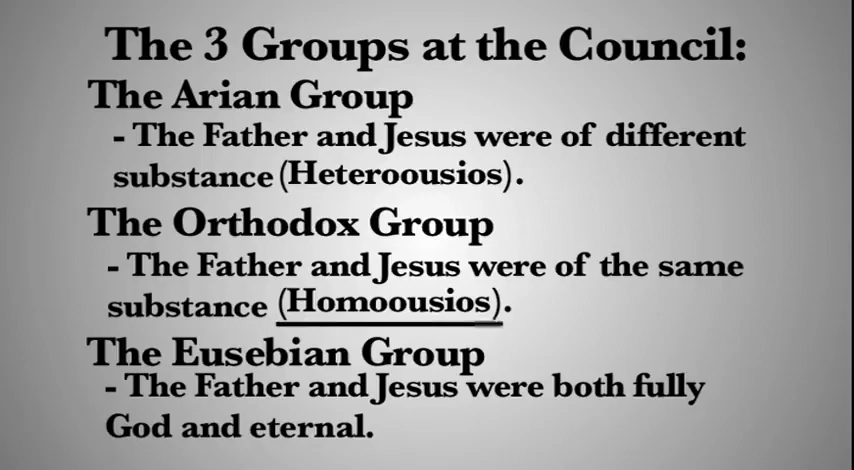 The 3 Groups at the Council:
The Arian Group
- The Father and Jesus were of different
substance (Heteroousios).
The Orthodox Group
- The Father and Jesus were of the same
substance (Homoousios).
The Eusebian Group
- The Father and Jesus were both fully
God and eternal.